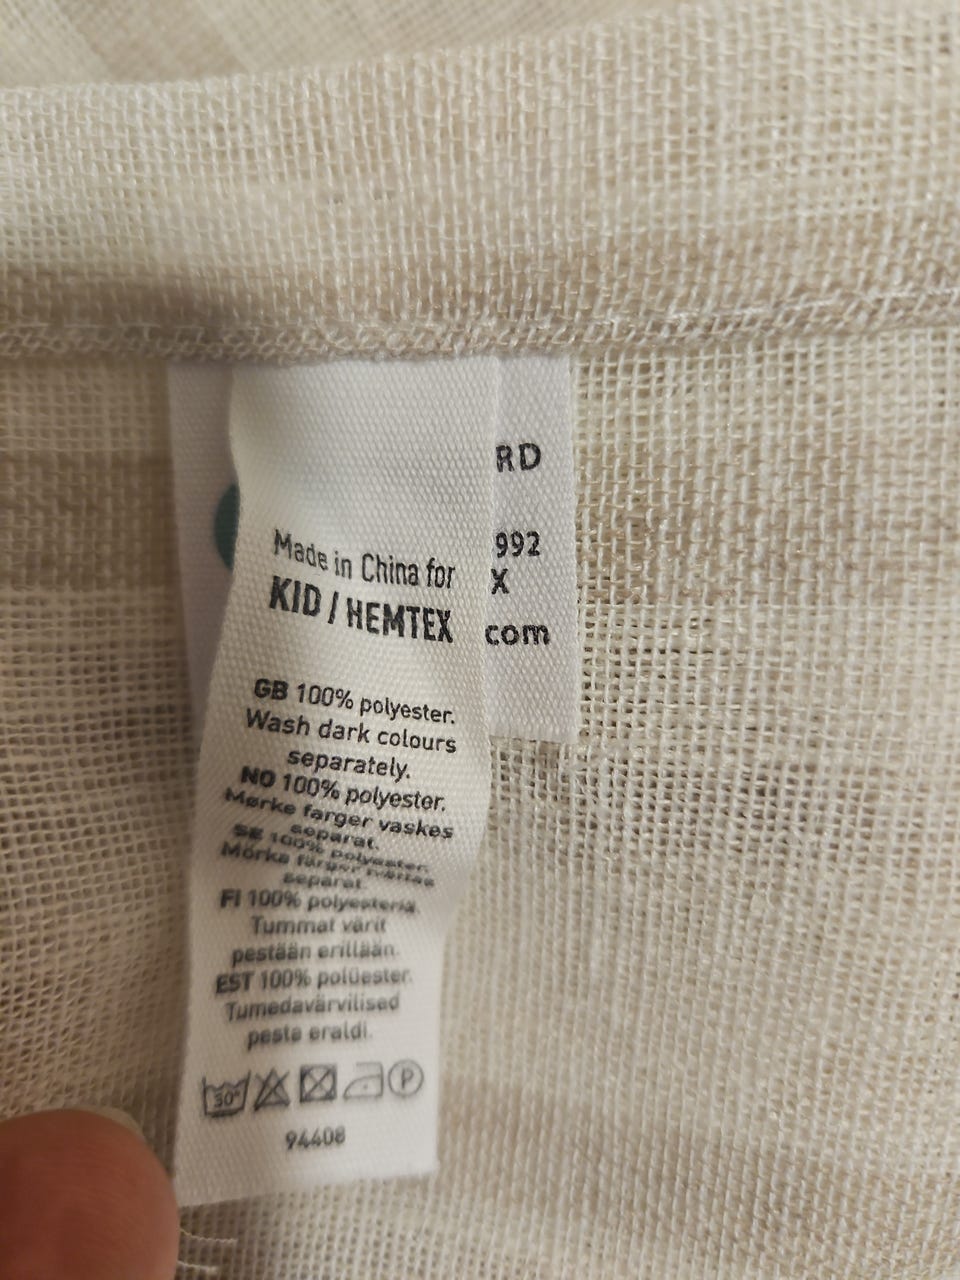 Made in China for
KID / HEMTEX
GB 100% polyester.
Wash dark colours
separately.
NO 100% polyester.
Mørke farger vaskes
separat.
SE 100% polyester.
Mörka färger tvättas
separat.
FI 100% polyesteriä.
Tummat värit
pestään erillään.
EST 100% polüester.
Tumedavärvilised
pesta eraldi.
30°
P
94408
RD
992
X
com